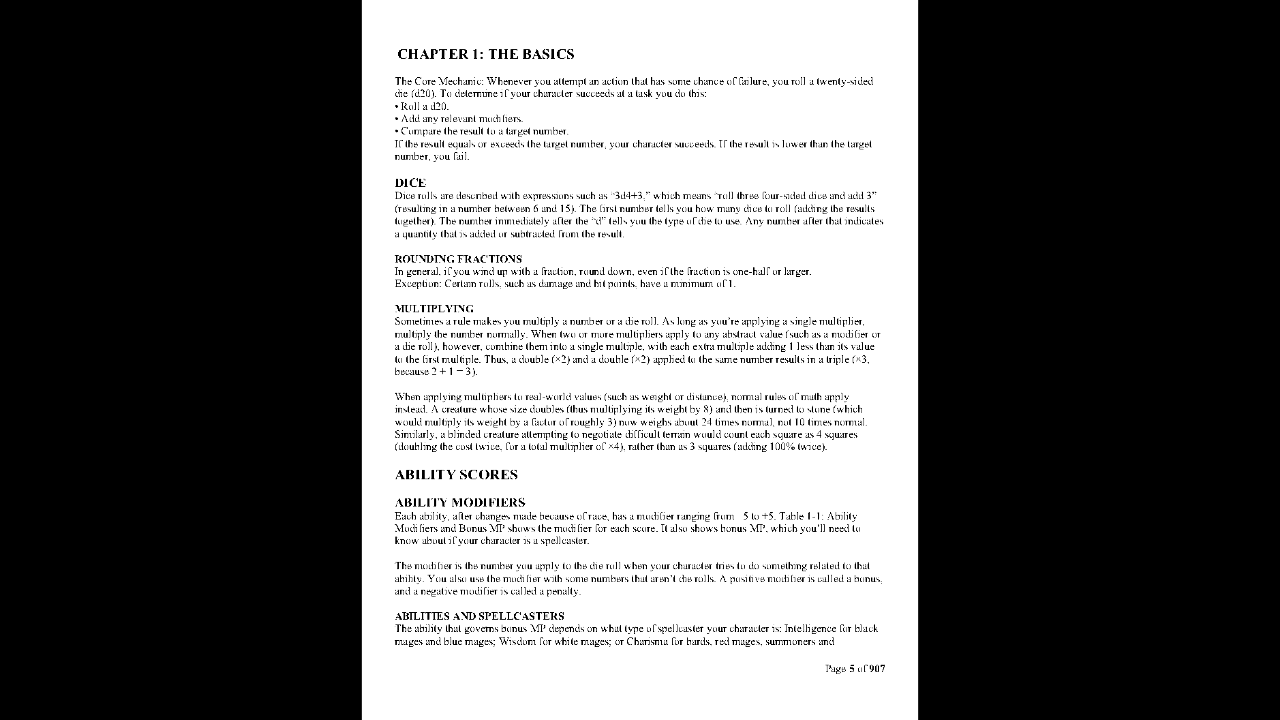 CHAPTER 1: THE BASICS
The Core Mechanic: Whenever you attempt an action that has some chance of failure, you roll a twenty-sided
die (d20). To determine if your character succeeds at a task you do this:
• Roll a d20.
• Add any relevant modifiers.
• Compare the result to a target number.
If the result equals or exceeds the target number, your character succeeds. If the result is lower than the target
number, you fail.
DICE
Dice rolls are described with expressions such as “3d4+3,” which means “roll three four-sided dice and add 3”
(resulting in a number between 6 and 15). The first number tells you how many dice to roll (adding the results
together). The number immediately after the “d” tells you the type of die to use. Any number after that indicates
a quantity that is added or subtracted from the result.
ROUNDING FRACTIONS
In general, if you wind up with a fraction, round down, even if the fraction is one-half or larger.
Exception: Certain rolls, such as damage and hit points, have a minimum of 1.
MULTIPLYING
Sometimes a rule makes you multiply a number or a die roll. As long as you’re applying a single multiplier,
multiply the number normally. When two or more multipliers apply to any abstract value (such as a modifier or
a die roll), however, combine them into a single multiple, with each extra multiple adding 1 less than its value
to the first multiple. Thus, a double (×2) and a double (×2) applied to the same number results in a triple (×3,
because 2 + 1 = 3).
When applying multipliers to real-world values (such as weight or distance), normal rules of math apply
instead. A creature whose size doubles (thus multiplying its weight by 8) and then is turned to stone (which
would multiply its weight by a factor of roughly 3) now weighs about 24 times normal, not 10 times normal.
Similarly, a blinded creature attempting to negotiate difficult terrain would count each square as 4 squares
(doubling the cost twice, for a total multiplier of ×4), rather than as 3 squares (adding 100% twice).
ABILITY SCORES
ABILITY MODIFIERS
Each ability, after changes made because of race, has a modifier ranging from –5 to +5. Table 1-1: Ability
Modifiers and Bonus MP shows the modifier for each score. It also shows bonus MP, which you’ll need to
know about if your character is a spellcaster.
The modifier is the number you apply to the die roll when your character tries to do something related to that
ability. You also use the modifier with some numbers that aren’t die rolls. A positive modifier is called a bonus,
and a negative modifier is called a penalty.
ABILITIES AND SPELLCASTERS
The ability that governs bonus MP depends on what type of spellcaster your character is: Intelligence for black
mages and blue mages; Wisdom for white mages; or Charisma for bards, red mages, summoners and
Page 5 of 907